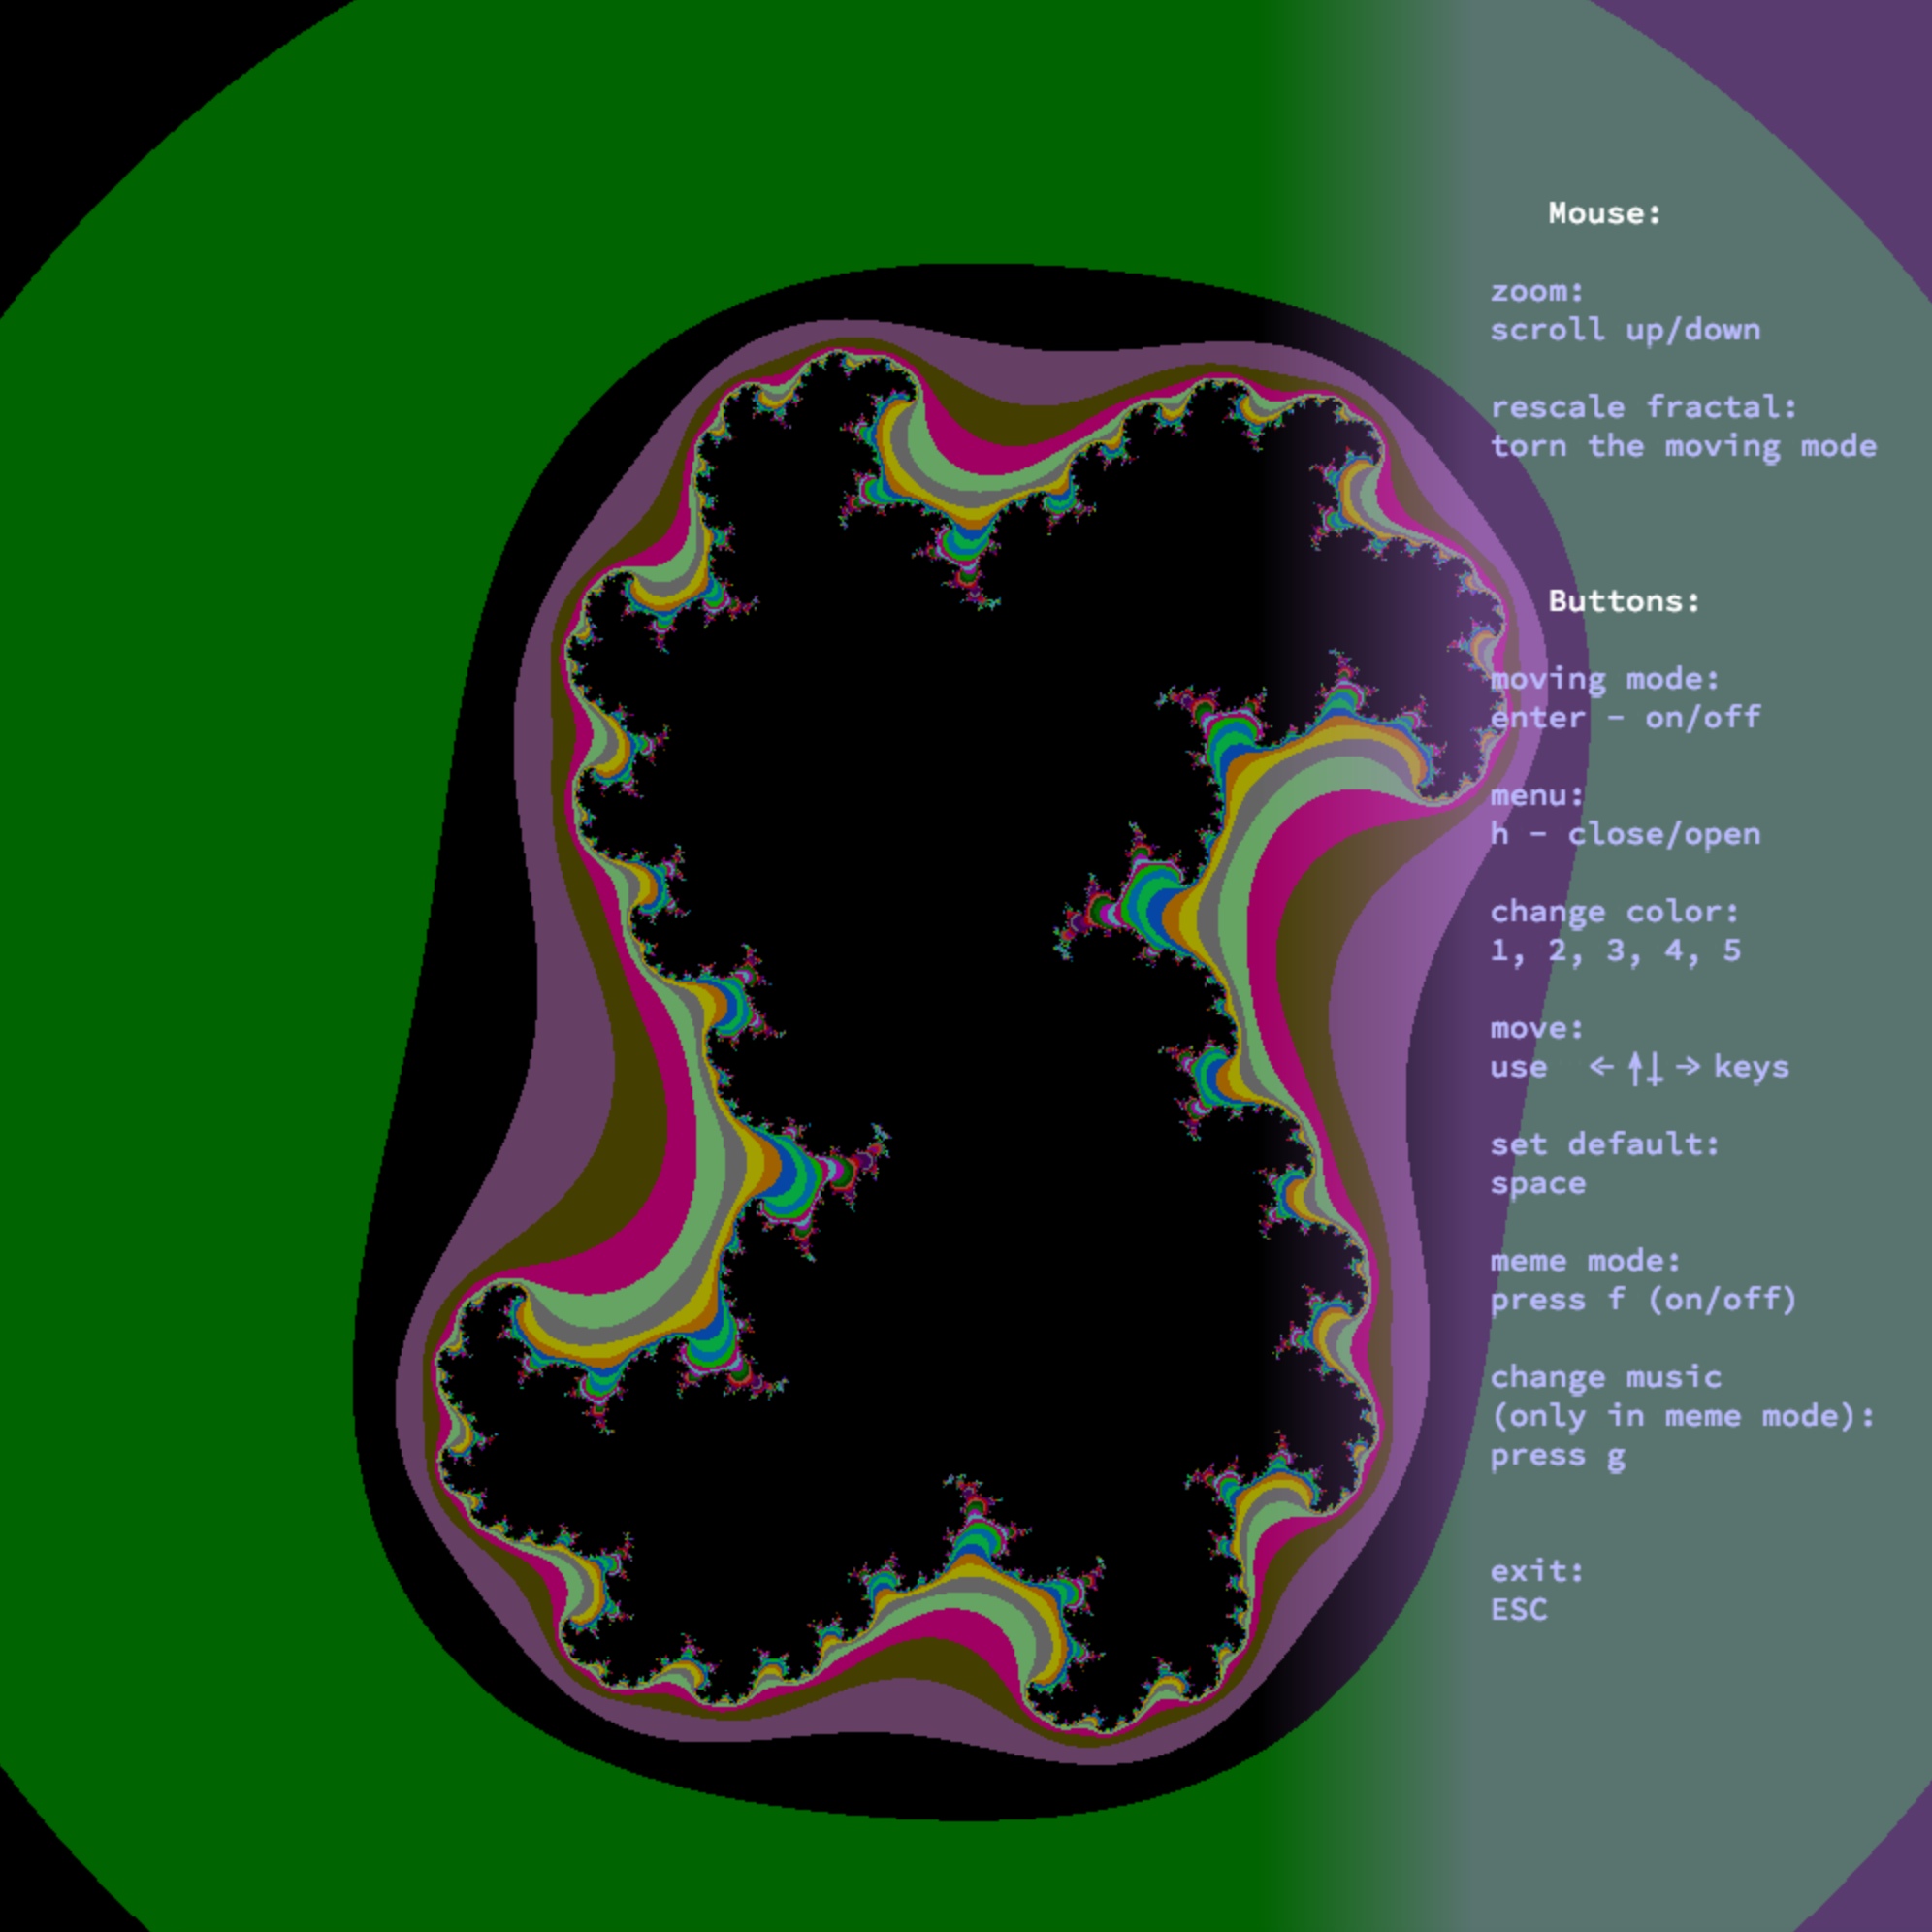 Mouse:
zoom:
scroll up/down
rescale fractal:
torn the moving mode
Buttons:
moving mode:
enter - on/off
menu:
h - close/open
change color:
1, 2, 3, 4, 5
move:
use ←↑↓→ keys
set default:
space
meme mode:
press f (on/off)
change music
(only in meme mode):
press g
exit:
ESC